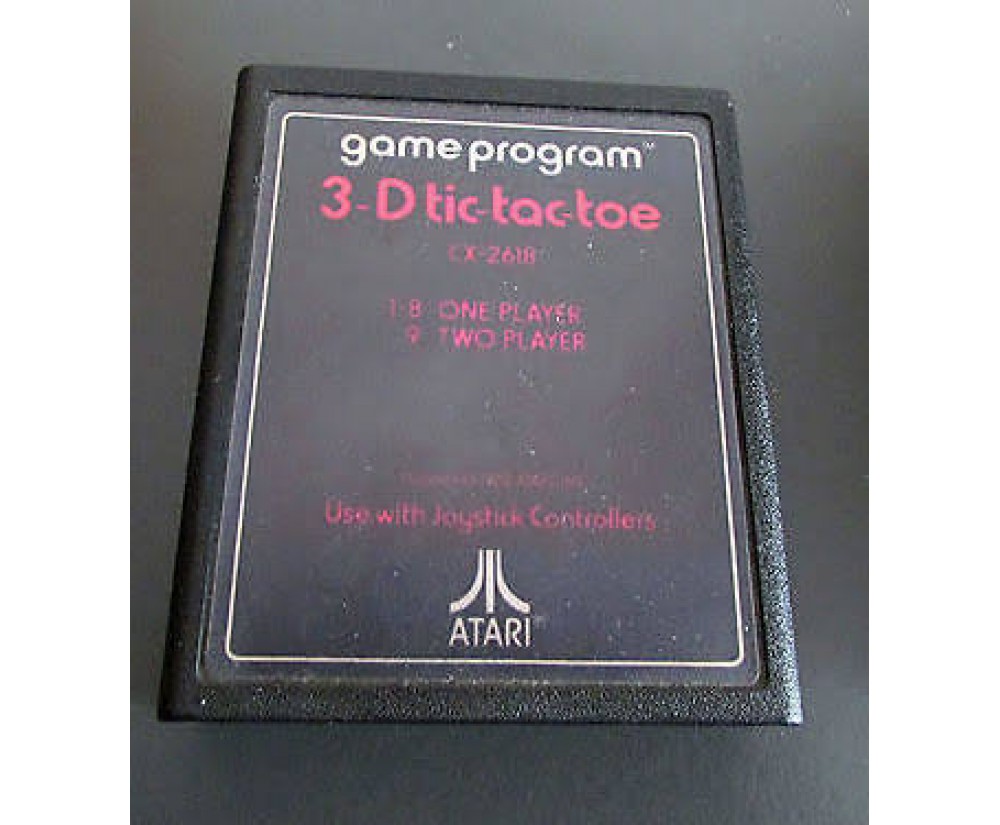 game program™
3-D tic-tac-toe
CX-2618
1-8 ONE PLAYER
9 TWO PLAYER
Use with Joystick Controllers
ATARI